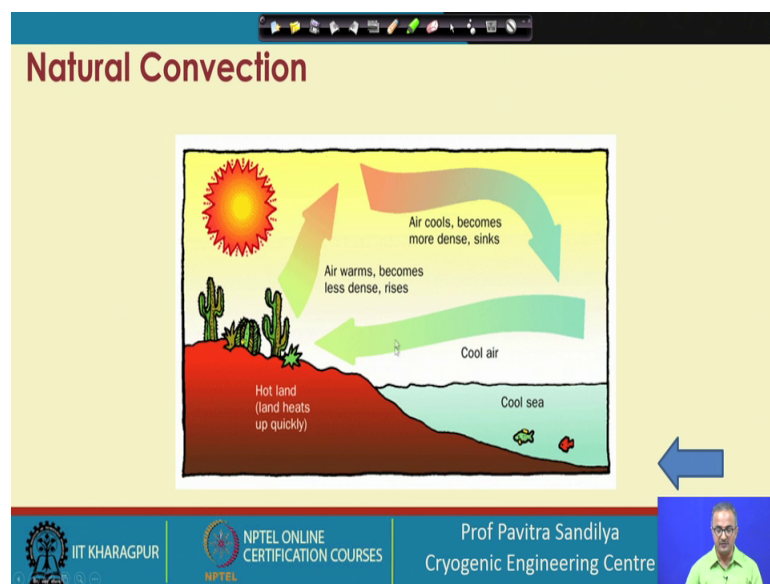 Natural Convection
Air cools, becomes
more dense, sinks
Air warms, becomes
less dense, rises
Cool air
Hot land
(land heats
up quickly)
Cool sea
IIT KHARAGPUR
NPTEL
NPTEL ONLINE
CERTIFICATION COURSES
Prof Pavitra Sandilya
Cryogenic Engineering Centre